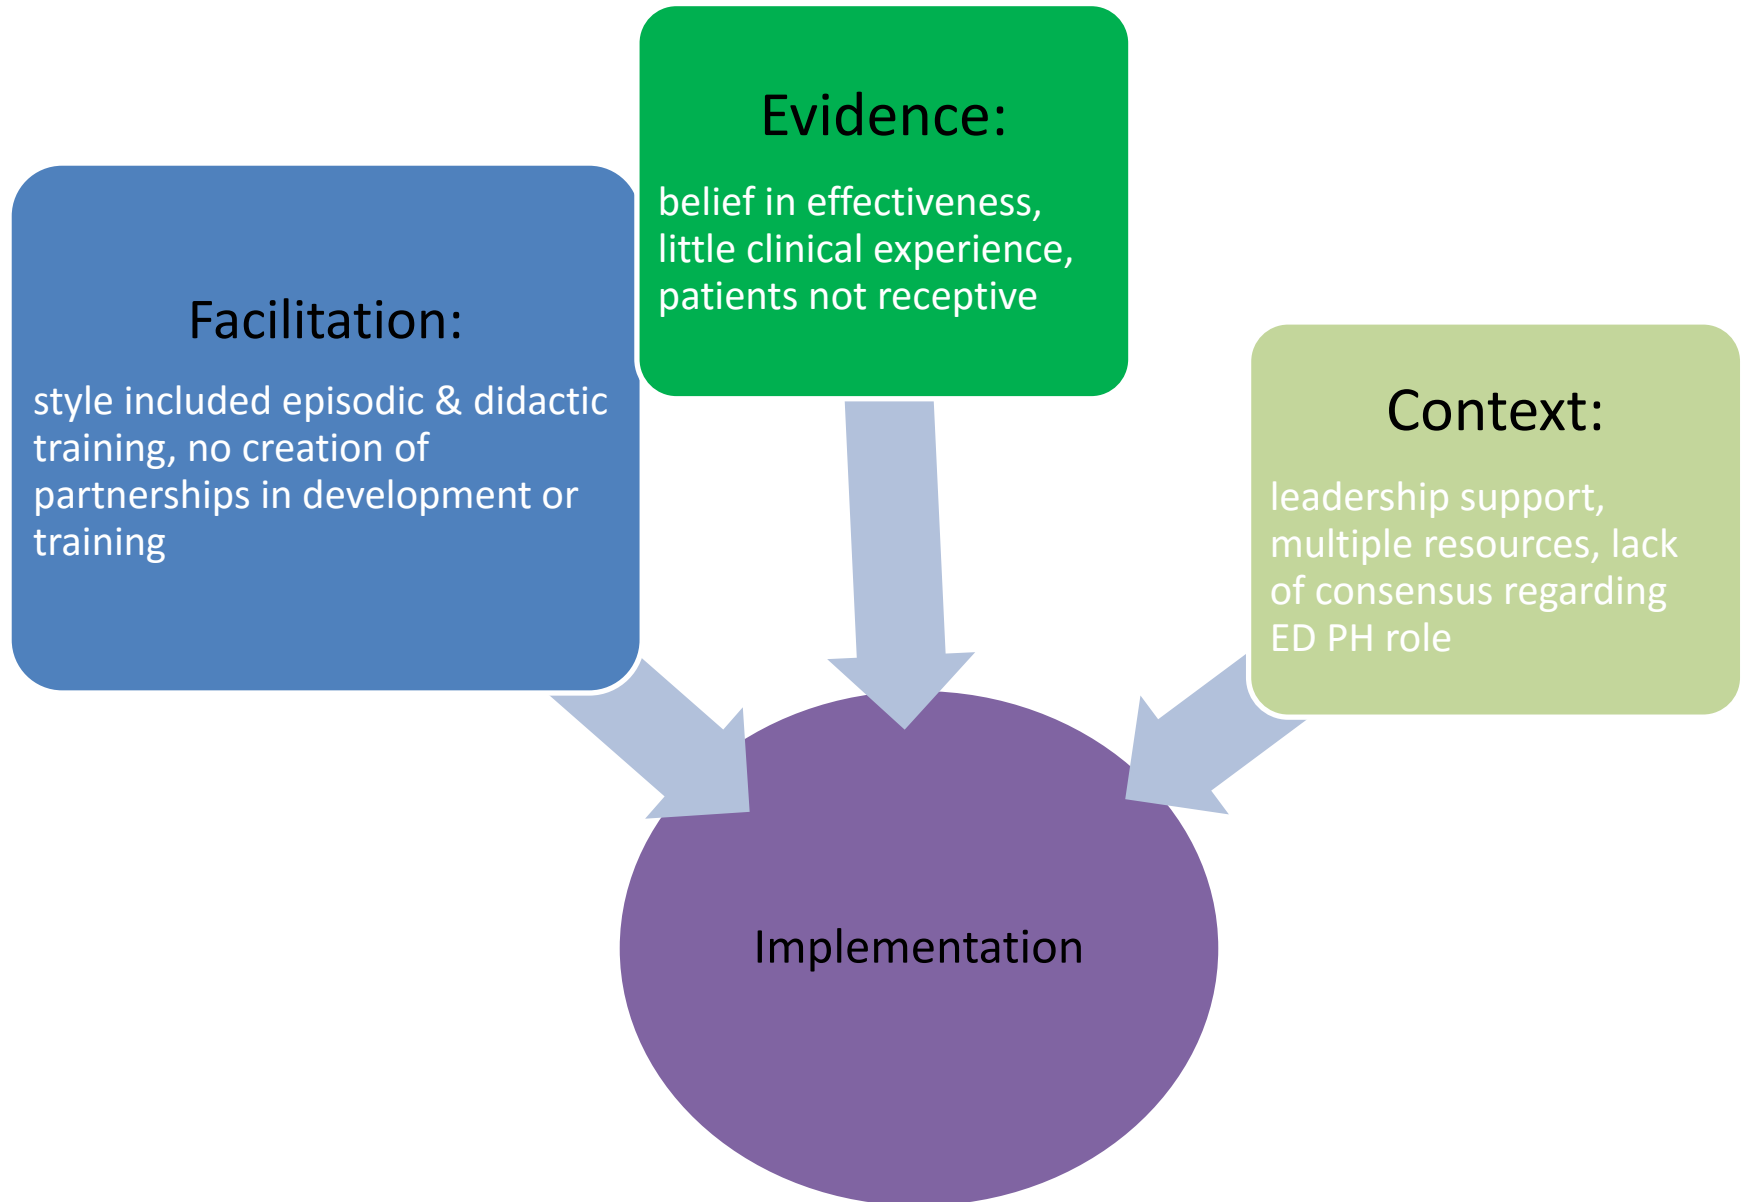 Facilitation:
style included episodic & didactic
training, no creation of
partnerships in development or
training
Evidence:
belief in effectiveness,
little clinical experience,
patients not receptive
Context:
leadership support,
multiple resources, lack
of consensus regarding
ED PH role
Implementation